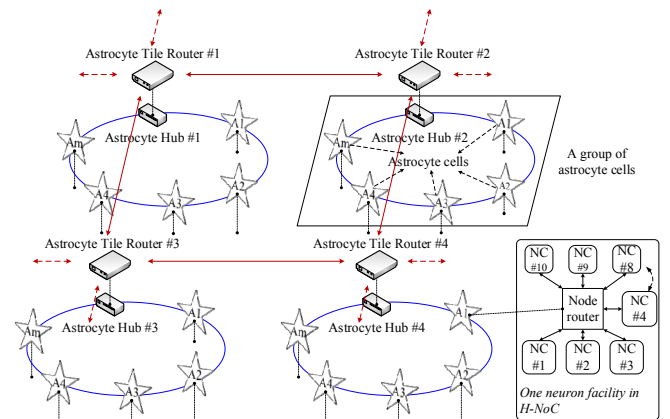 Astrocyte Tile Router #1
Astrocyte Tile Router #2
Astrocyte Hub #1
Am
A1
A2
A3
A4
Astrocyte Hub #2
Am
A1
A2
A3
A4
Astrocyte cells
A group of
astrocyte cells
Astrocyte Tile Router #3
Astrocyte Tile Router #4
Astrocyte Hub #3
Am
A1
A2
A3
A4
Astrocyte Hub #4
Am
A1
A2
A3
A4
NC
#10
NC
#9
NC
#8
Node
router
NC
#4
NC
#1
NC
#2
NC
#3
One neuron facility in
H-NoC